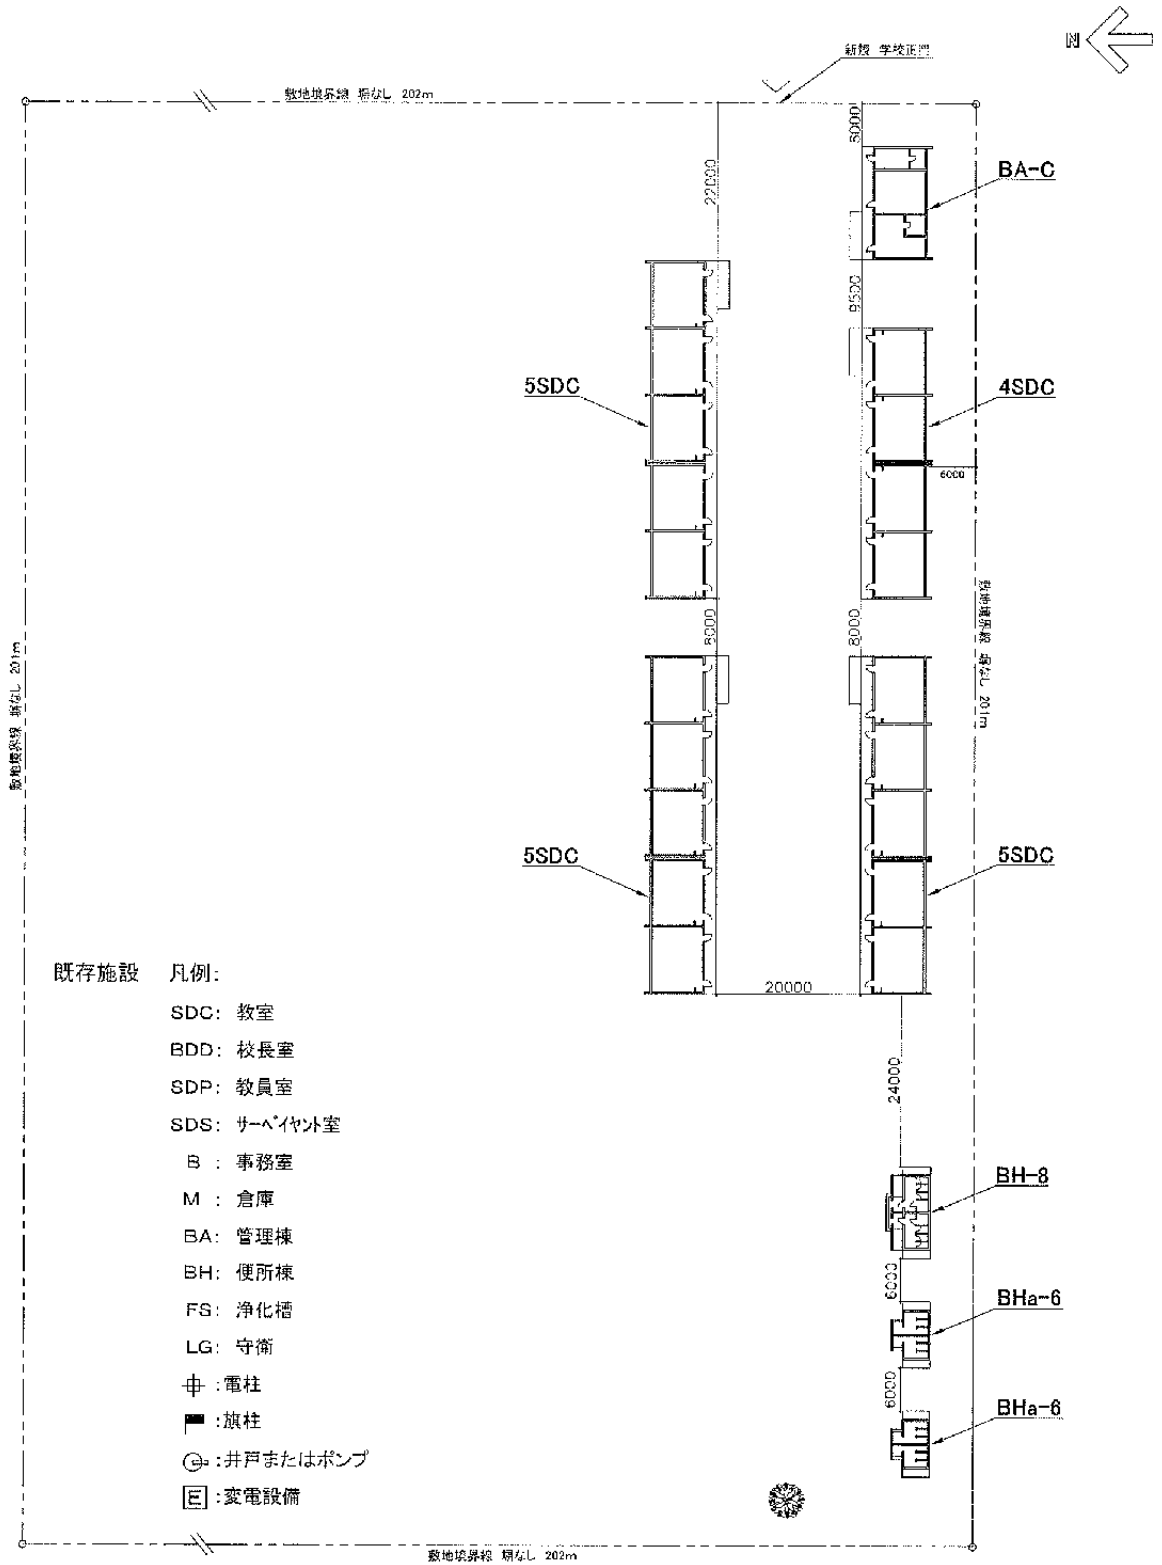 新設 学校正門
N
敷地境界線 塀なし 202m
6000
22000
BA-C
9500
5SDC
4SDC
6000
8000
8000
敷地境界線 塀なし 201m
敷地境界線 塀なし 201m
5SDC
5SDC
20000
24000
既存施設 凡例:
SDC: 教室
BDD: 校長室
SDP: 教員室
SDS: サーベイヤント室
B : 事務室
M : 倉庫
BA: 管理棟
BH: 便所棟
FS: 浄化槽
LG: 守衛
:電柱
:旗柱
:井戸またはポンプ
E :変電設備
BH-8
6000
BHa-6
6000
BHa-6
敷地境界線 塀なし 202m